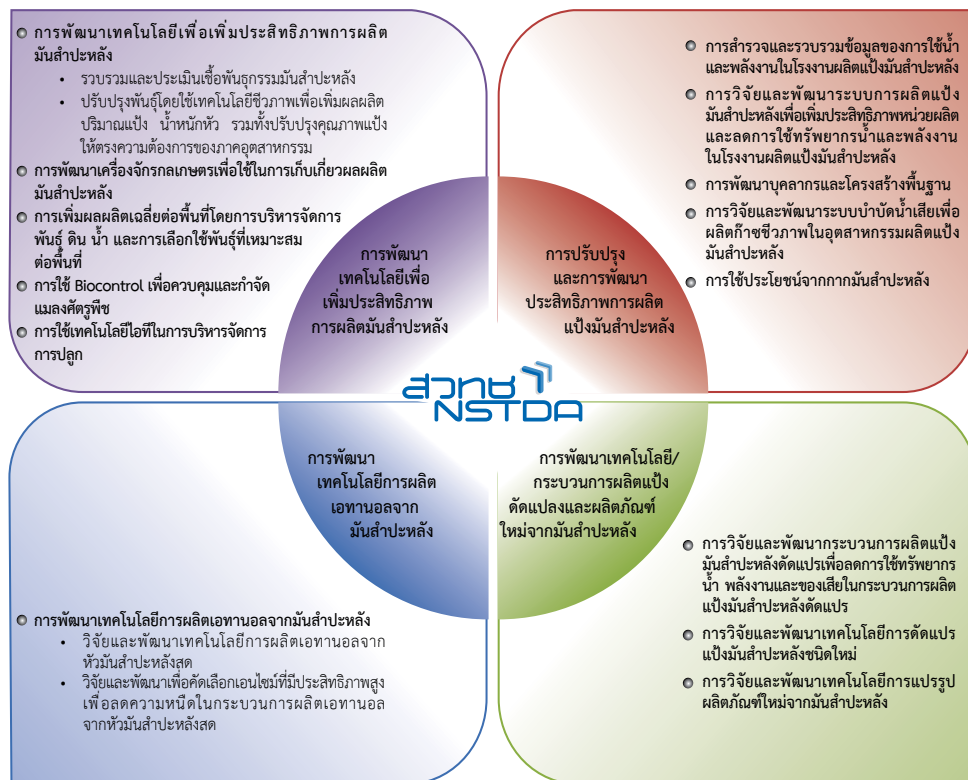 การพัฒนาเทคโนโลยีเพื่อเพิ่มประสิทธิภาพการผลิต
มันสำปะหลัง
• รวบรวมและประเมินเชื้อพันธุกรรมมันสำปะหลัง
• ปรับปรุงพันธุ์โดยใช้เทคโนโลยีชีวภาพเพื่อเพิ่มผลผลิต
ปริมาณแป้ง น้ำหนักหัว รวมทั้งปรับปรุงคุณภาพแป้ง
ให้ตรงความต้องการของภาคอุตสาหกรรม
การพัฒนาเครื่องจักรกลเกษตรเพื่อใช้ในการเก็บเกี่ยวผลผลิต
มันสำปะหลัง
การเพิ่มผลผลิตเฉลี่ยต่อพื้นที่โดยการบริหารจัดการ
พันธุ์ ดิน น้ำ และการเลือกใช้พันธุ์ที่เหมาะสม
ต่อพื้นที่
การใช้ Biocontrol เพื่อควบคุมและกำจัด
แมลงศัตรูพืช
การใช้เทคโนโลยีไอทีในการบริหารจัดการ
การปลูก
การสำรวจและรวบรวมข้อมูลของการใช้น้ำ
และพลังงานในโรงงานผลิตแป้งมันสำปะหลัง
การวิจัยและพัฒนาระบบการผลิตแป้ง
มันสำปะหลังเพื่อเพิ่มประสิทธิภาพหน่วยผลิต
และลดการใช้ทรัพยากรน้ำและพลังงาน
ในโรงงานผลิตแป้งมันสำปะหลัง
การพัฒนาบุคลากรและโครงสร้างพื้นฐาน
การวิจัยและพัฒนาระบบบำบัดน้ำเสียเพื่อ
ผลิตก๊าซชีวภาพในอุตสาหกรรมผลิตแป้ง
มันสำปะหลัง
การใช้ประโยชน์จากกากมันสำปะหลัง
การพัฒนา
เทคโนโลยีเพื่อ
เพิ่มประสิทธิภาพ
การผลิตมันสำปะหลัง
การปรับปรุง
และการพัฒนา
ประสิทธิภาพการผลิต
แป้งมันสำปะหลัง
สวทช
NSTDA
การพัฒนา
เทคโนโลยีการผลิต
เอทานอลจาก
มันสำปะหลัง
การพัฒนาเทคโนโลยี/
กระบวนการผลิตแป้ง
ดัดแปลงและผลิตภัณฑ์
ใหม่จากมันสำปะหลัง
การพัฒนาเทคโนโลยีการผลิตเอทานอลจากมันสำปะหลัง
• วิจัยและพัฒนาเทคโนโลยีการผลิตเอทานอลจาก
หัวมันสำปะหลังสด
• วิจัยและพัฒนาเพื่อคัดเลือกเอนไซม์ที่มีประสิทธิภาพสูง
เพื่อลดความหนืดในกระบวนการผลิตเอทานอล
จากหัวมันสำปะหลังสด
การวิจัยและพัฒนากระบวนการผลิตแป้ง
มันสำปะหลังดัดแปรเพื่อลดการใช้ทรัพยากร
น้ำ พลังงานและของเสียในกระบวนการผลิต
แป้งมันสำปะหลังดัดแปร
การวิจัยและพัฒนาเทคโนโลยีการดัดแปร
แป้งมันสำปะหลังชนิดใหม่
การวิจัยและพัฒนาเทคโนโลยีการแปรรูป
ผลิตภัณฑ์ใหม่จากมันสำปะหลัง